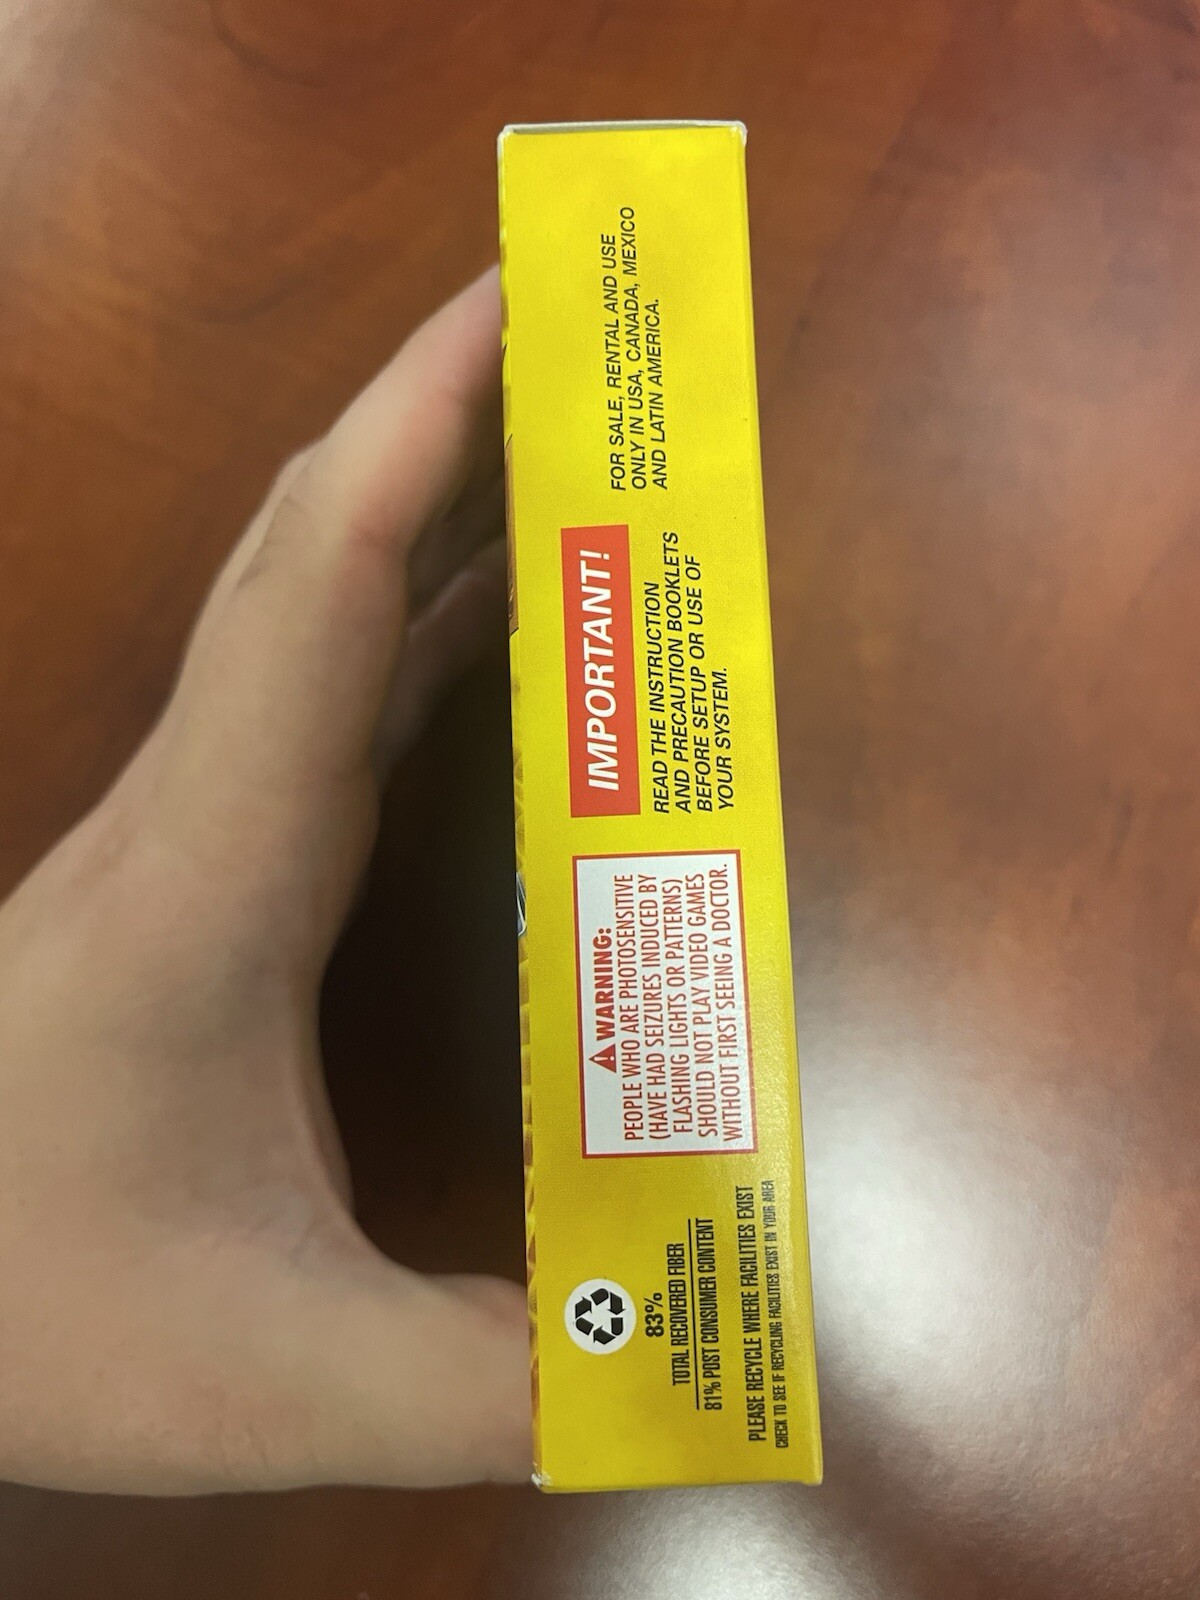 83%
TOTAL RECOVERED FIBER
81% POST CONSUMER CONTENT
PLEASE RECYCLE WHERE FACILITIES EXIST
CHECK TO SEE IF RECYCLING FACILITIES EXIST IN YOUR AREA
WARNING:
PEOPLE WHO ARE PHOTOSENSITIVE
(HAVE HAD SEIZURES INDUCED BY
FLASHING LIGHTS OR PATTERNS)
SHOULD NOT PLAY VIDEO GAMES
WITHOUT FIRST SEEING A DOCTOR.
IMPORTANT!
READ THE INSTRUCTION
AND PRECAUTION BOOKLETS
BEFORE SETUP OR USE OF
YOUR SYSTEM.
FOR SALE, RENTAL AND USE
ONLY IN USA, CANADA, MEXICO
AND LATIN AMERICA.